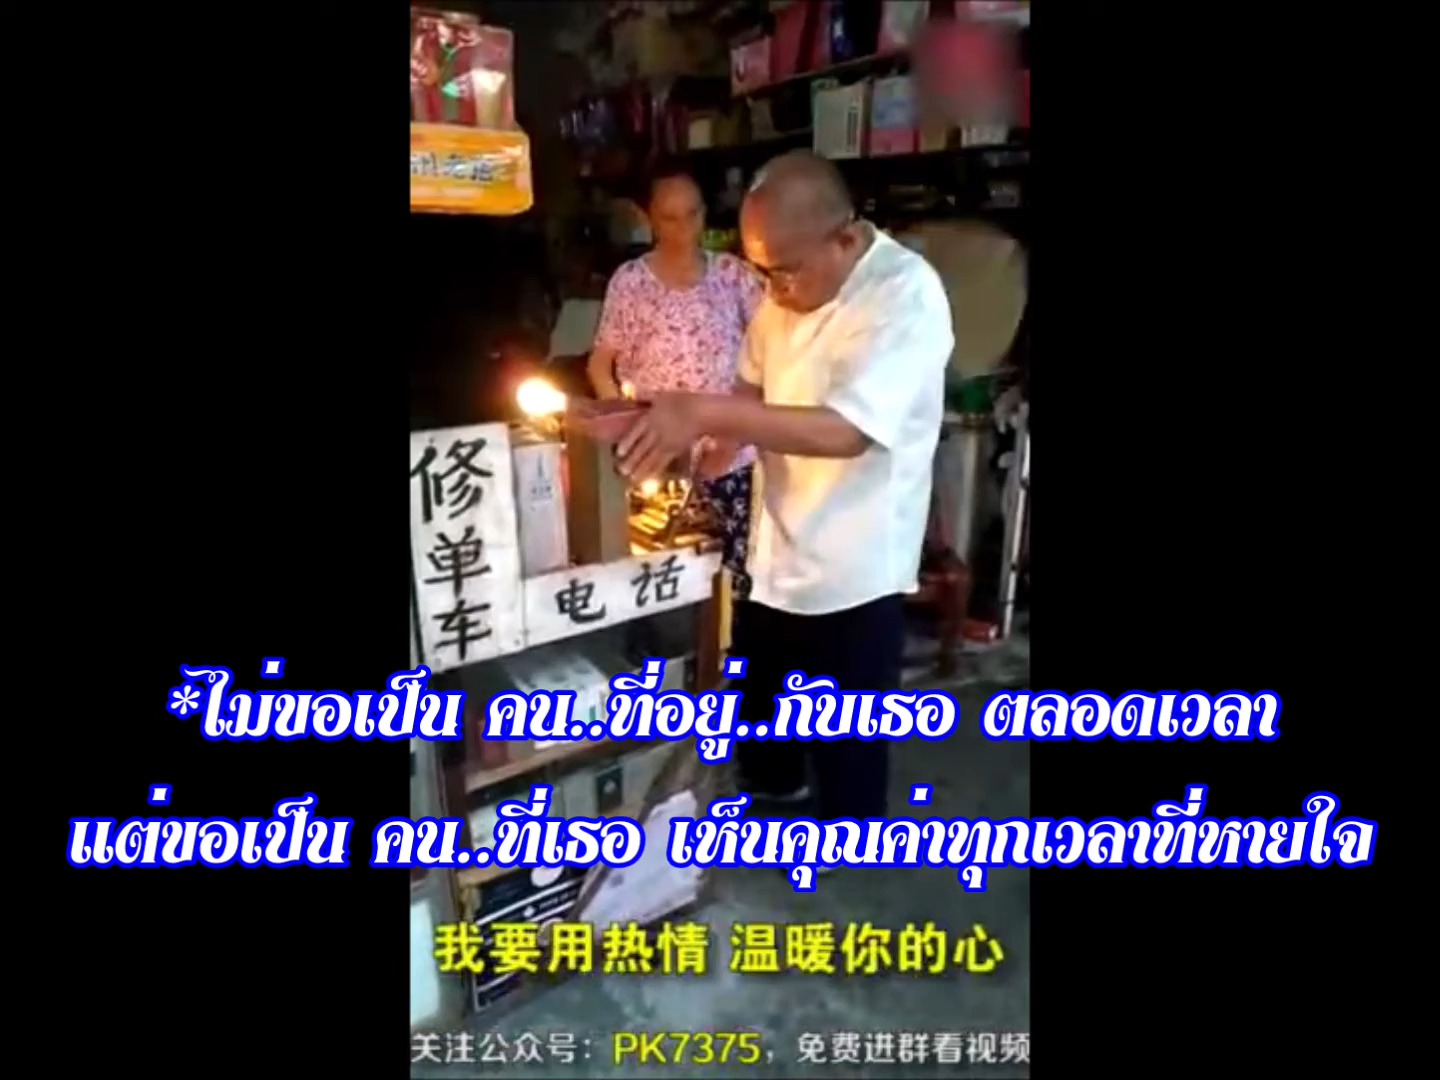 修单车
电话
*ไม่ขอเป็น คน..ที่อยู่..กับเธอ ตลอดเวลา
แต่ขอเป็น คน..ที่เธอ เห็นคุณค่าทุกเวลาที่หายใจ
我要用热情 温暖你的心
关注公众号：PK7375，免费进群看视频